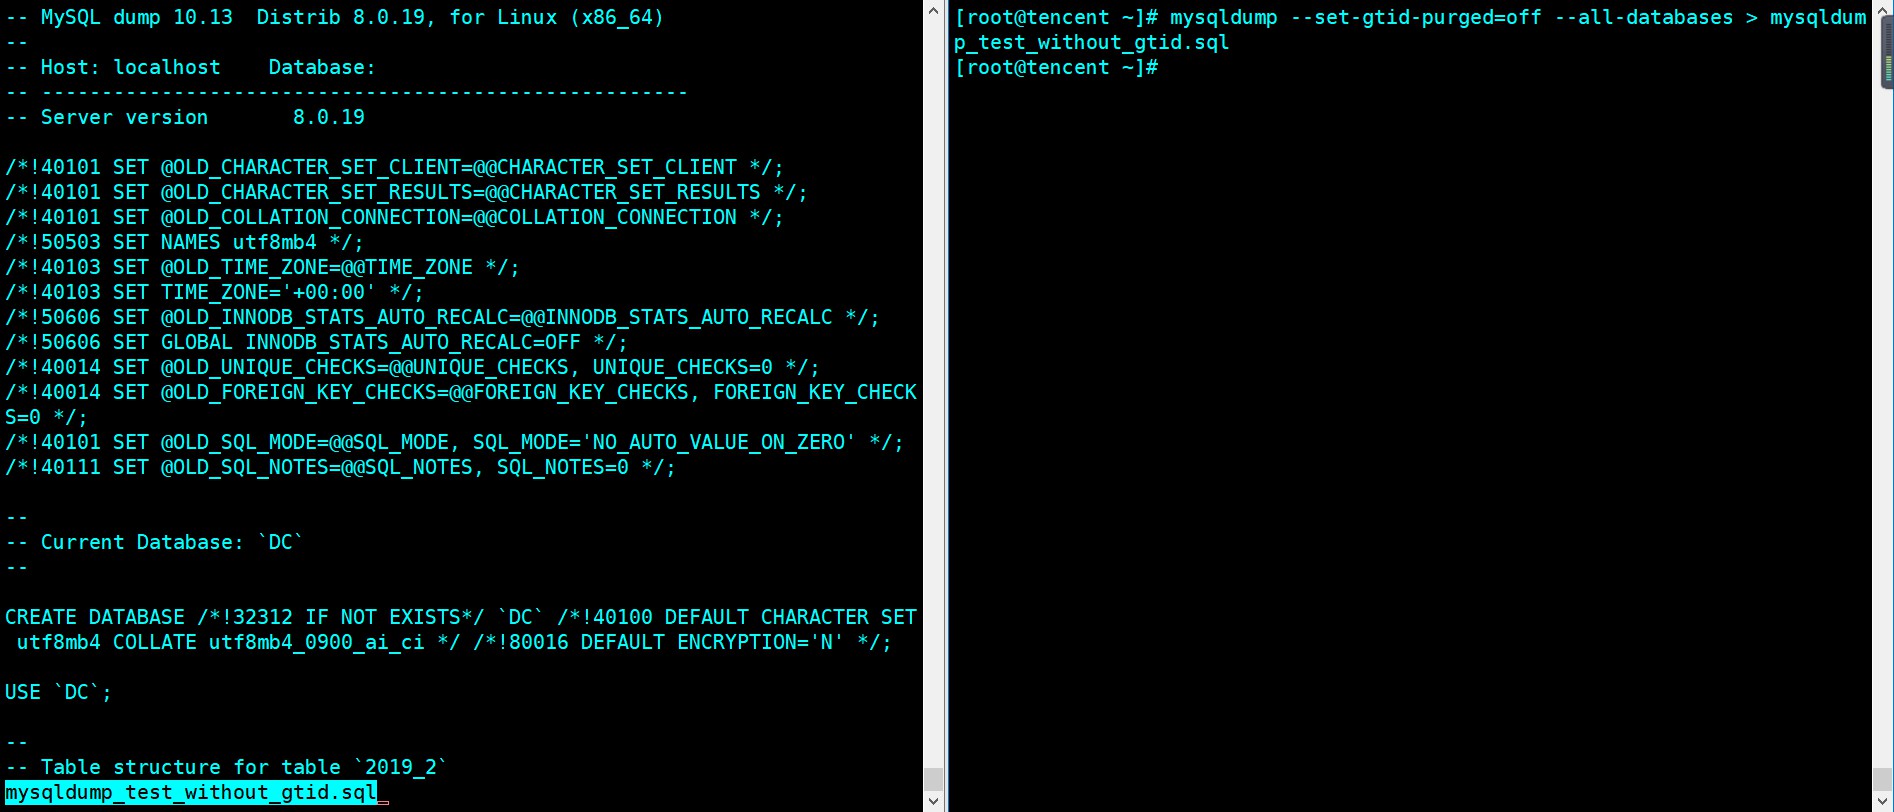 -- MySQL dump 10.13  Distrib 8.0.19, for Linux (x86_64)
--
-- Host: localhost    Database:
-- ------------------------------------------------------
-- Server version       8.0.19
/*!40101 SET @OLD_CHARACTER_SET_CLIENT=@@CHARACTER_SET_CLIENT */;
/*!40101 SET @OLD_CHARACTER_SET_RESULTS=@@CHARACTER_SET_RESULTS */;
/*!40101 SET @OLD_COLLATION_CONNECTION=@@COLLATION_CONNECTION */;
/*!50503 SET NAMES utf8mb4 */;
/*!40103 SET @OLD_TIME_ZONE=@@TIME_ZONE */;
/*!40103 SET TIME_ZONE='+00:00' */;
/*!50606 SET @OLD_INNODB_STATS_AUTO_RECALC=@@INNODB_STATS_AUTO_RECALC */;
/*!50606 SET GLOBAL INNODB_STATS_AUTO_RECALC=OFF */;
/*!40014 SET @OLD_UNIQUE_CHECKS=@@UNIQUE_CHECKS, UNIQUE_CHECKS=0 */;
/*!40014 SET @OLD_FOREIGN_KEY_CHECKS=@@FOREIGN_KEY_CHECKS, FOREIGN_KEY_CHECK
S=0 */;
/*!40101 SET @OLD_SQL_MODE=@@SQL_MODE, SQL_MODE='NO_AUTO_VALUE_ON_ZERO' */;
/*!40111 SET @OLD_SQL_NOTES=@@SQL_NOTES, SQL_NOTES=0 */;
--
-- Current Database: `DC`
--
CREATE DATABASE /*!32312 IF NOT EXISTS*/ `DC` /*!40100 DEFAULT CHARACTER SET
 utf8mb4 COLLATE utf8mb4_0900_ai_ci */ /*!80016 DEFAULT ENCRYPTION='N' */;
USE `DC`;
--
-- Table structure for table `2019_2`
mysqldump_test_without_gtid.sql
[root@tencent ~]# mysqldump --set-gtid-purged=off --all-databases > mysqldum
p_test_without_gtid.sql
[root@tencent ~]#